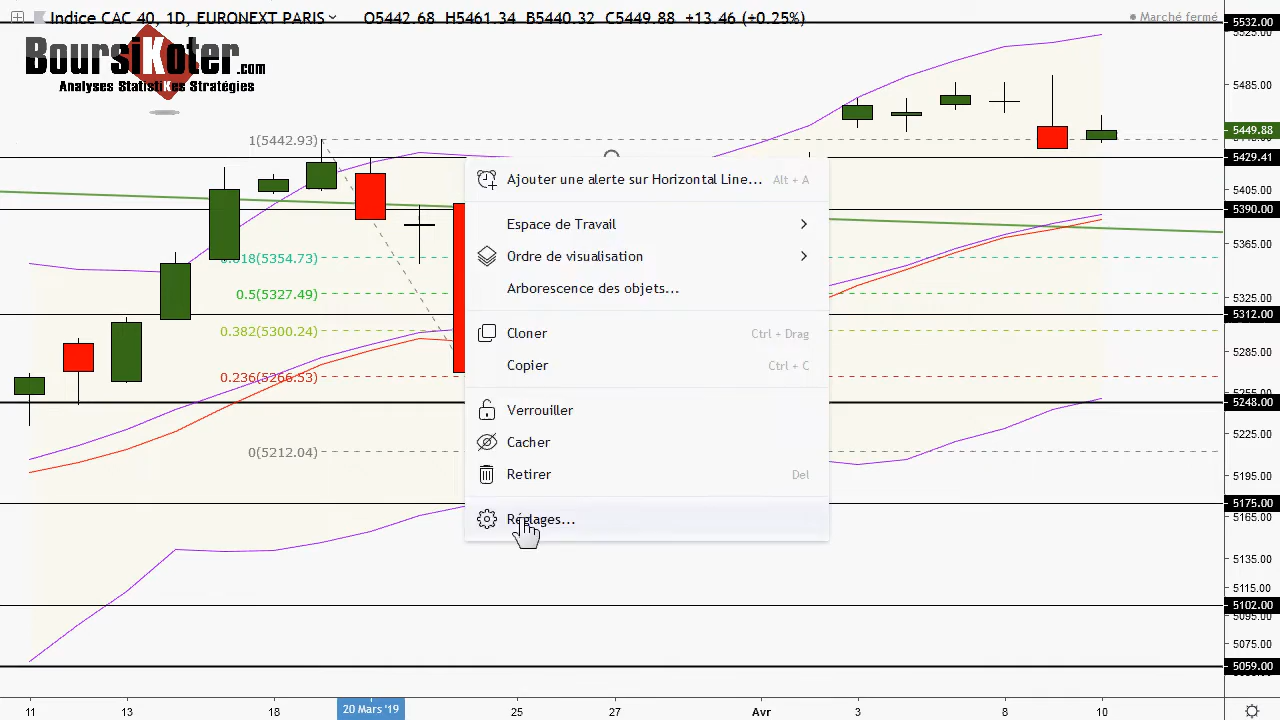 Indice CAC 40, 1D, EURONEXT PARIS O5442.68 H5461.34 B5440.32 C5449.88 +13.46 (+0.25%)
Marché fermé
BoursiKoter.com
Analyses StatistiKes Stratégies
1(5442.93)
0.618(5354.73)
0.5(5327.49)
0.382(5300.24)
0.236(5266.53)
0(5212.04)
Ajouter une alerte sur Horizontal Line... Alt + A
Espace de Travail
Ordre de visualisation
Arborescence des objets...
Cloner Ctrl + Drag
Copier Ctrl + C
Verrouiller
Cacher
Retirer Del
Réglages...
5532.00
5525.00
5485.00
5449.88
5429.41
5405.00
5390.00
5365.00
5325.00
5312.00
5285.00
5255.00
5248.00
5225.00
5195.00
5175.00
5165.00
5135.00
5115.00
5102.00
5095.00
5075.00
5059.00
11 13 18 20 Mars '19 25 27 Avr 3 8 10